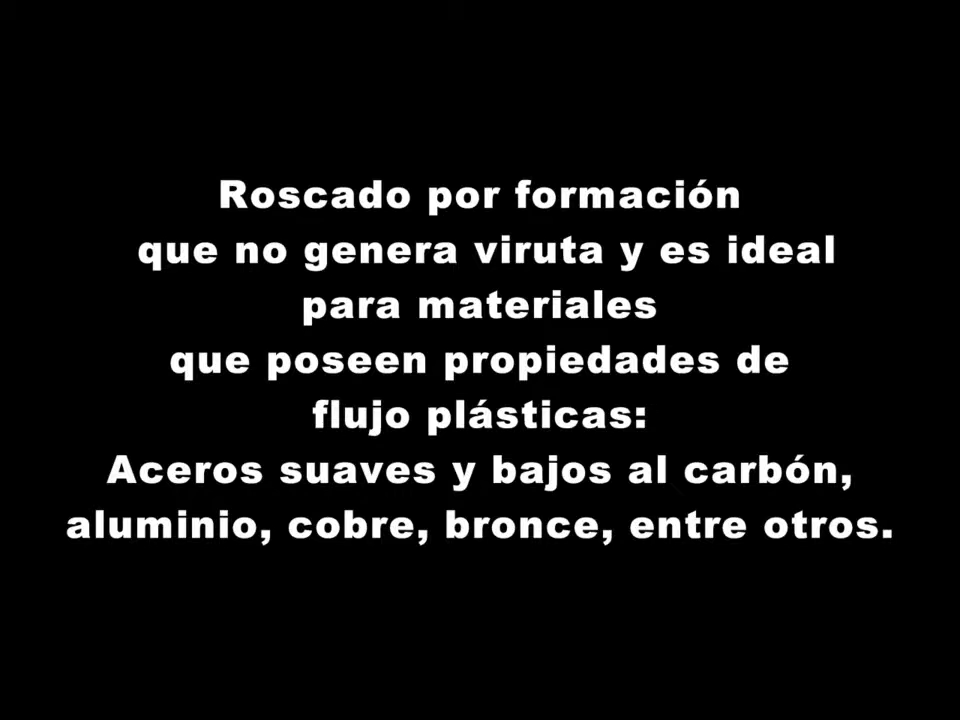 Roscado por formación
que no genera viruta y es ideal
para materiales
que poseen propiedades de
flujo plásticas:
Aceros suaves y bajos al carbón,
aluminio, cobre, bronce, entre otros.